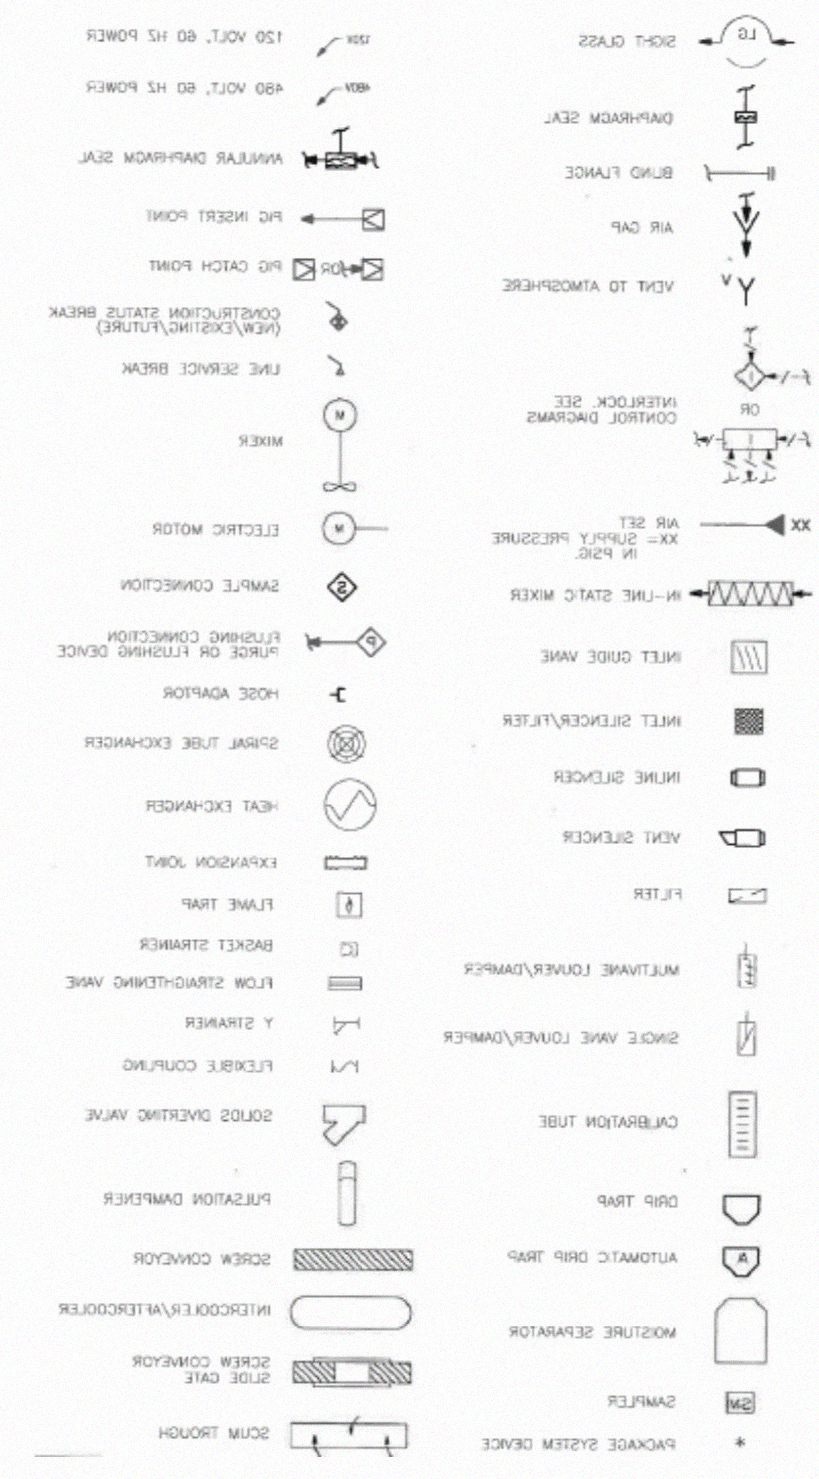 LG
SIGHT GLASS
DIAPHRAGM SEAL
BLIND FLANGE
AIR GAP
V
VENT TO ATMOSPHERE
I
OR
INTERLOCK, SEE
CONTROL DIAGRAMS
I
XX
AIR SET
XX= SUPPLY PRESSURE
IN PSIG.
IN-LINE STATIC MIXER
INLET GUIDE VANE
INLET SILENCER/FILTER
INLINE SILENCER
VENT SILENCER
FILTER
MULTIVANE LOUVER/DAMPER
SINGLE VANE LOUVER/DAMPER
CALIBRATION TUBE
DRIP TRAP
A
AUTOMATIC DRIP TRAP
MOISTURE SEPARATOR
SM
SAMPLER
*
PACKAGE SYSTEM DEVICE
120V
120 VOLT, 60 HZ POWER
480V
480 VOLT, 60 HZ POWER
ANNULAR DIAPHRAGM SEAL
PIG INSERT POINT
OR
PIG CATCH POINT
CONSTRUCTION STATUS BREAK
(NEW/EXISTING/FUTURE)
LINE SERVICE BREAK
M
MIXER
M
ELECTRIC MOTOR
S
SAMPLE CONNECTION
P
FLUSHING CONNECTION
PURGE OR FLUSHING DEVICE
HOSE ADAPTOR
SPIRAL TUBE EXCHANGER
HEAT EXCHANGER
EXPANSION JOINT
FLAME TRAP
BASKET STRAINER
FLOW STRAIGHTENING VANE
Y STRAINER
FLEXIBLE COUPLING
SOLIDS DIVERTING VALVE
PULSATION DAMPENER
SCREW CONVEYOR
INTERCOOLER/AFTERCOOLER
SCREW CONVEYOR
SLIDE GATE
SCUM TROUGH